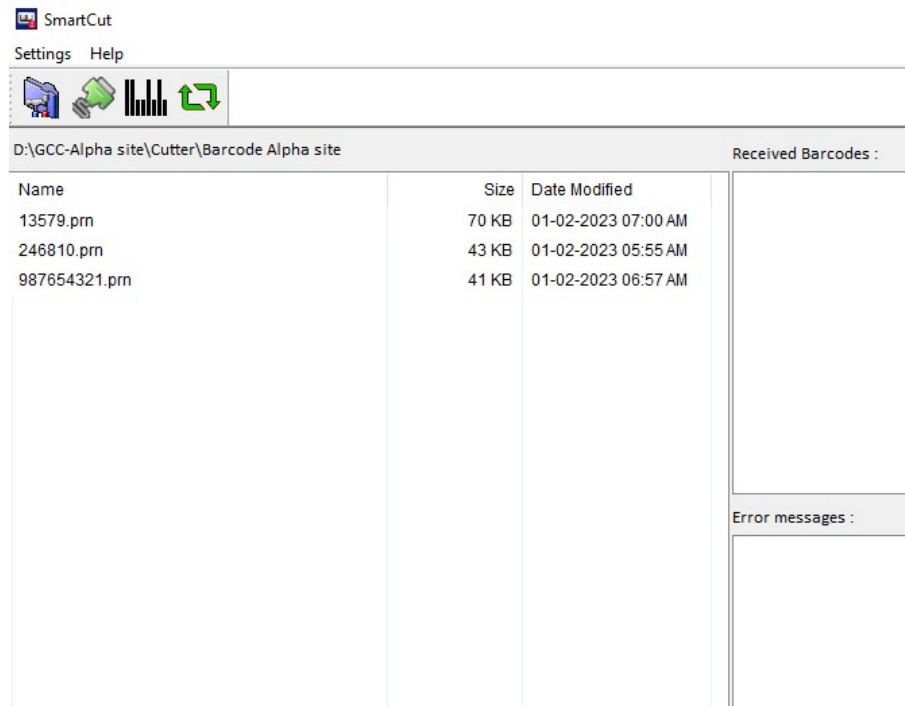 SmartCut
Settings Help
D:\GCC-Alpha site\Cutter\Barcode Alpha site
Received Barcodes :
Name Size Date Modified
13579.prn 70 KB 01-02-2023 07:00 AM
246810.prn 43 KB 01-02-2023 05:55 AM
987654321.prn 41 KB 01-02-2023 06:57 AM
Error messages :